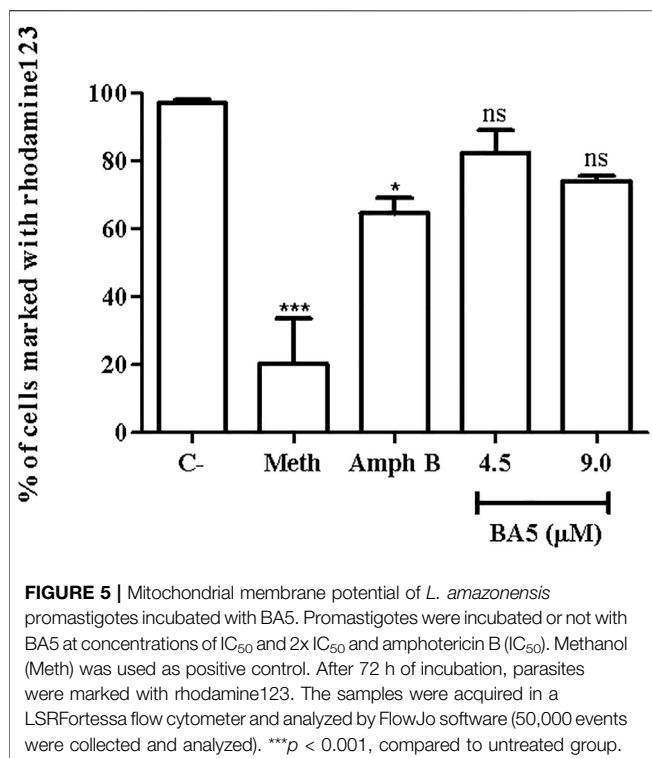 % of cells marked with rhodamine123
100
80
60
40
20
0
***
*
ns
ns
C-
Meth
Amph B
4.5
9.0
BA5 (µM)
FIGURE 5 | Mitochondrial membrane potential of L. amazonensis
promastigotes incubated with BA5. Promastigotes were incubated or not with
BA5 at concentrations of IC50 and 2x IC50 and amphotericin B (IC50). Methanol
(Meth) was used as positive control. After 72 h of incubation, parasites
were marked with rhodamine123. The samples were acquired in a
LSRFortessa flow cytometer and analyzed by FlowJo software (50,000 events
were collected and analyzed). ***p < 0.001, compared to untreated group.